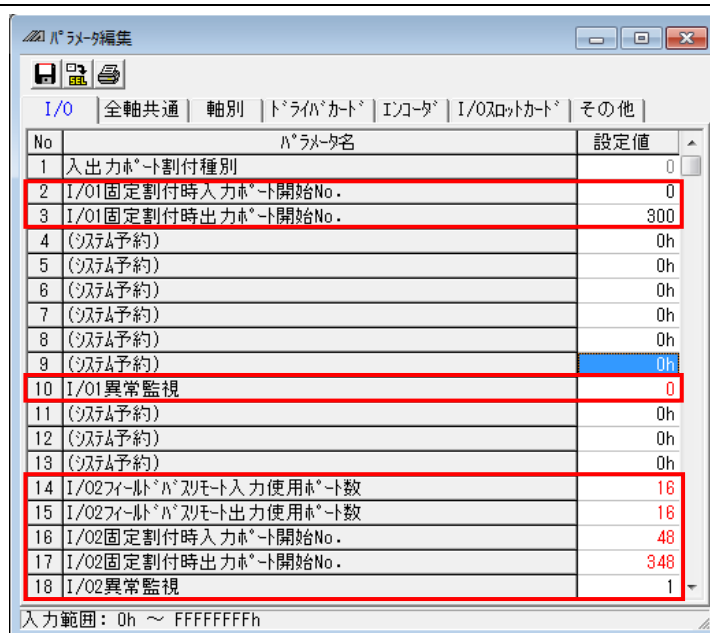 パラメータ編集
I/O 全軸共通 軸別 ドライバカード エンコーダ I/Oスロットカード その他
No パラメータ名 設定値
1 入出力ポート割付種別 0
2 I/O1固定割付時入力ポート開始No. 0
3 I/O1固定割付時出力ポート開始No. 300
4 (システム予約) 0h
5 (システム予約) 0h
6 (システム予約) 0h
7 (システム予約) 0h
8 (システム予約) 0h
9 (システム予約) 0h
10 I/O1異常監視 0
11 (システム予約) 0h
12 (システム予約) 0h
13 (システム予約) 0h
14 I/O2フィールドバスリモート入力使用ポート数 16
15 I/O2フィールドバスリモート出力使用ポート数 16
16 I/O2固定割付時入力ポート開始No. 48
17 I/O2固定割付時出力ポート開始No. 348
18 I/O2異常監視 1
入力範囲: 0h ～ FFFFFFFFh